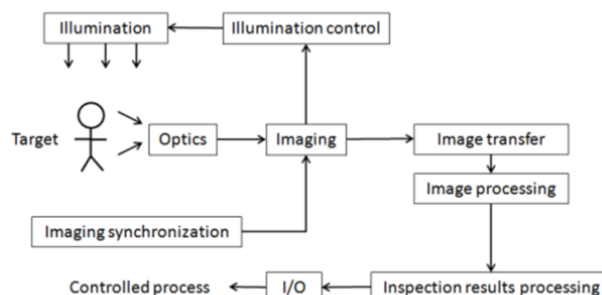 Illumination
Illumination control
Target
Optics
Imaging
Image transfer
Image processing
Imaging synchronization
Controlled process
I/O
Inspection results processing